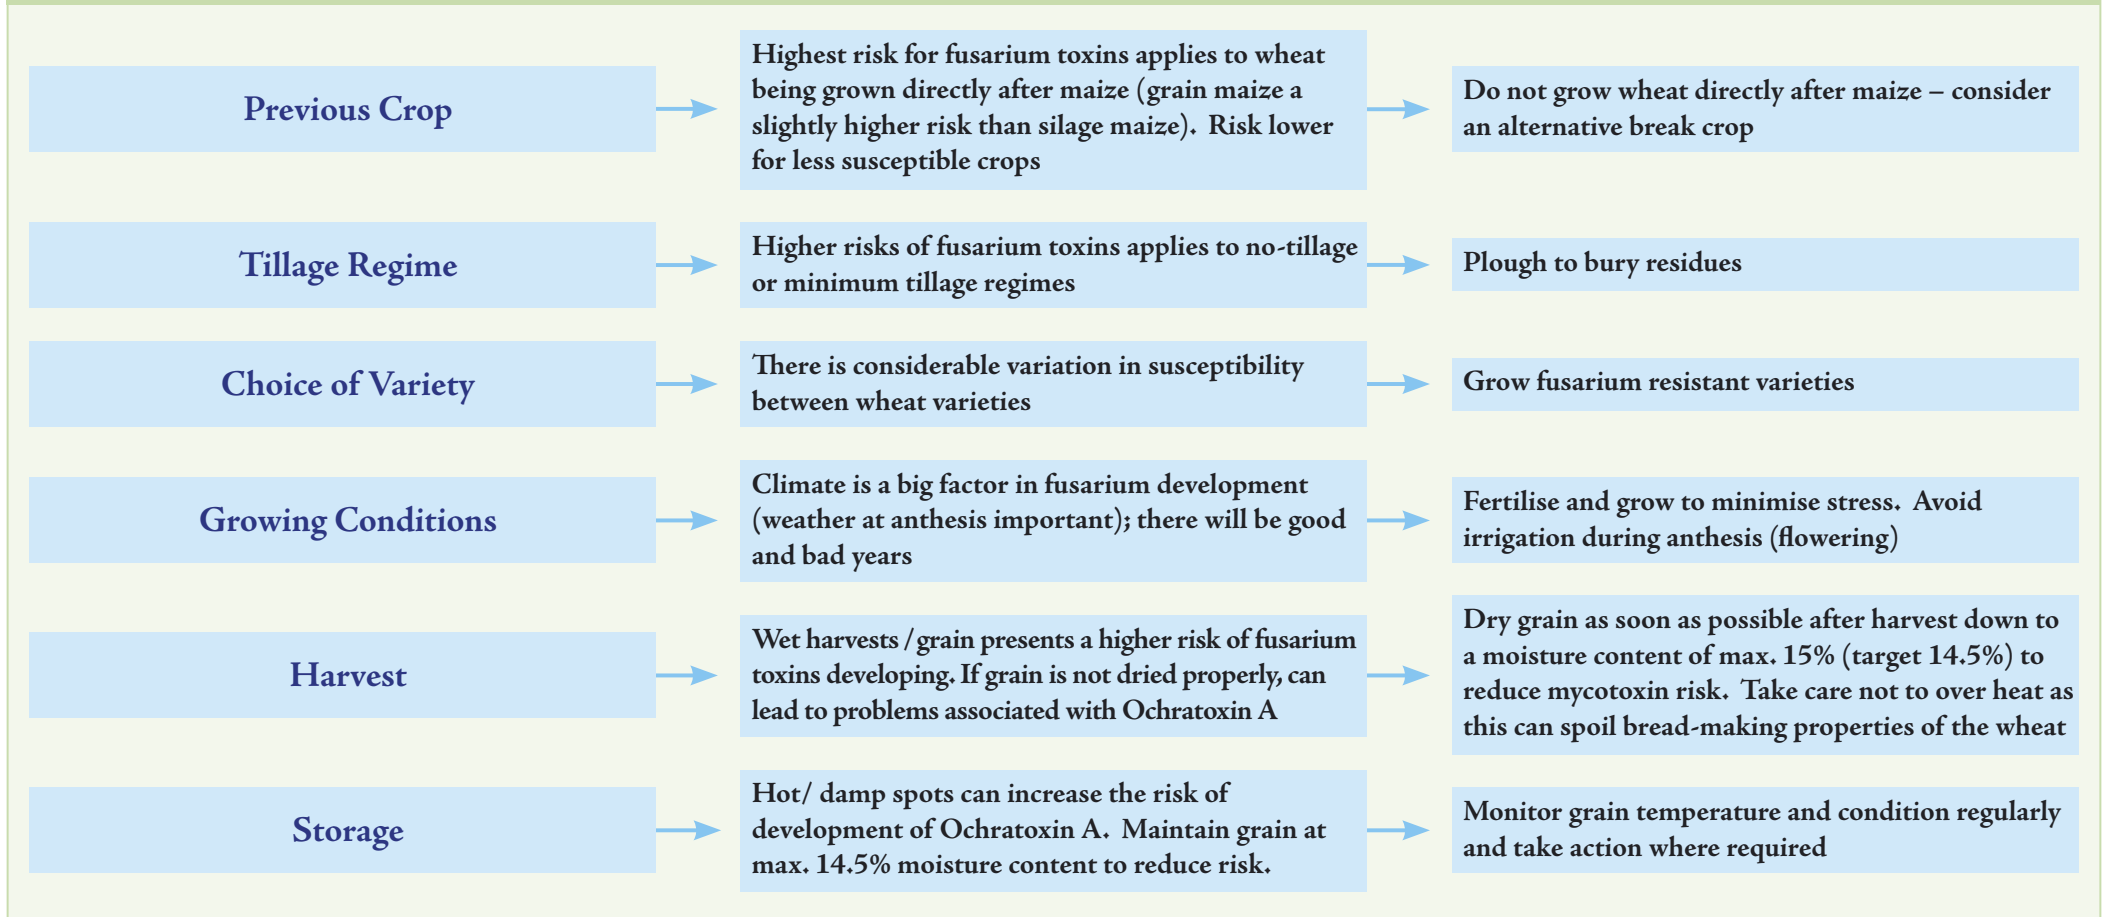 Previous Crop
Highest risk for fusarium toxins applies to wheat
being grown directly after maize (grain maize a
slightly higher risk than silage maize).  Risk lower
for less susceptible crops
Do not grow wheat directly after maize – consider
an alternative break crop
Tillage Regime
Higher risks of fusarium toxins applies to no-tillage
or minimum tillage regimes
Plough to bury residues
Choice of Variety
There is considerable variation in susceptibility
between wheat varieties
Grow fusarium resistant varieties
Growing Conditions
Climate is a big factor in fusarium development
(weather at anthesis important); there will be good
and bad years
Fertilise and grow to minimise stress.  Avoid
irrigation during anthesis (flowering)
Harvest
Wet harvests /grain presents a higher risk of fusarium
toxins developing. If grain is not dried properly, can
lead to problems associated with Ochratoxin A
Dry grain as soon as possible after harvest down to
a moisture content of max. 15% (target 14.5%) to
reduce mycotoxin risk.  Take care not to over heat as
this can spoil bread-making properties of the wheat
Storage
Hot/ damp spots can increase the risk of
development of Ochratoxin A.  Maintain grain at
max. 14.5% moisture content to reduce risk.
Monitor grain temperature and condition regularly
and take action where required